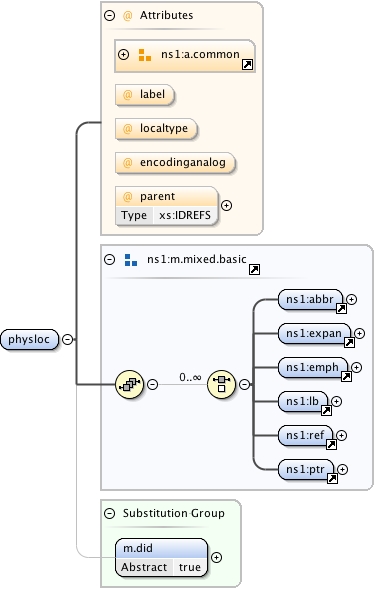 @ Attributes
ns1:a.common
@ label
@ localtype
@ encodinganalog
@ parent
Type xs:IDREFS
ns1:m.mixed.basic
physloc
0..∞
ns1:abbr
ns1:expan
ns1:emph
ns1:lb
ns1:ref
ns1:ptr
Substitution Group
m.did
Abstract true